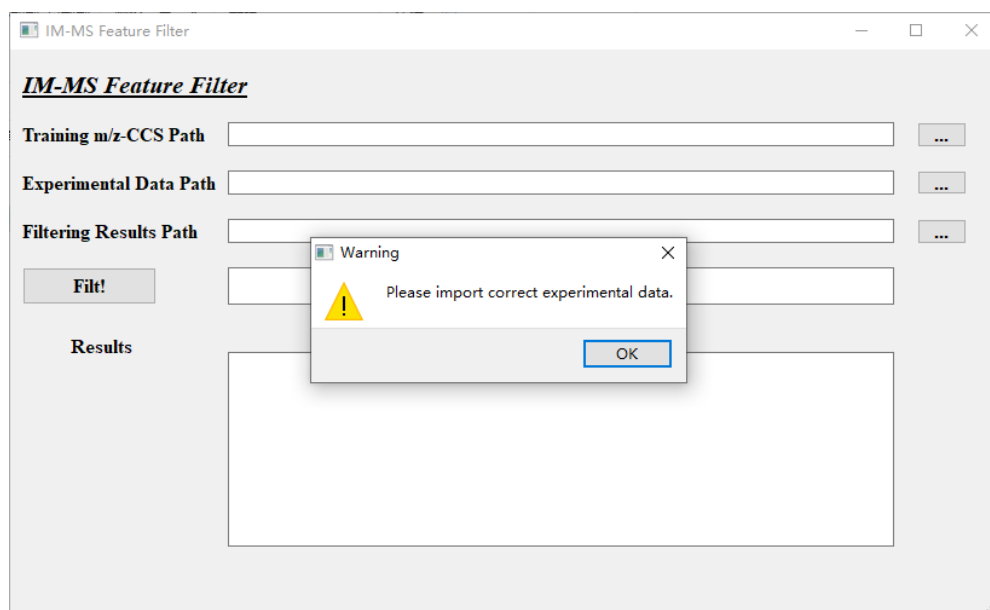 IM-MS Feature Filter
IM-MS Feature Filter
Training m/z-CCS Path
...
Experimental Data Path
...
Filtering Results Path
...
Warning
Please import correct experimental data.
OK
Filt!
Results